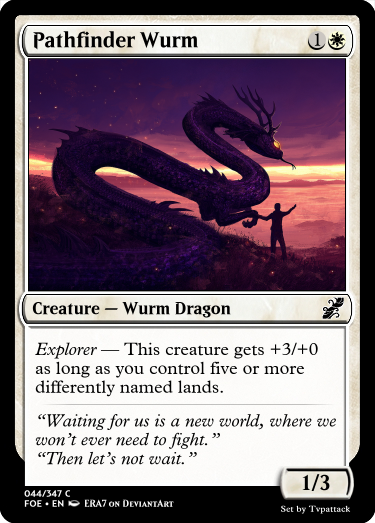 Pathfinder Wurm
1
Creature — Wurm Dragon
Explorer — This creature gets +3/+0
as long as you control five or more
differently named lands.
“Waiting for us is a new world, where we
won't ever need to fight.”
“Then let's not wait.”
1/3
044/347 C
FOE • EN ERA7 ON DEVIANTART
Set by Tvpattack